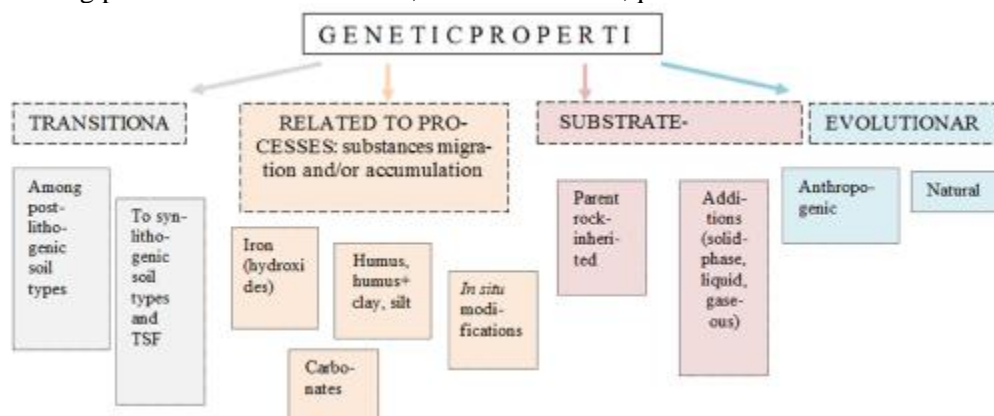 GENETICPROPERTI
TRANSITIONA
RELATED TO PRO-
CESSES: substances migra-
tion and/or accumulation
SUBSTRATE-
EVOLUTIONAR
Among
post-
litho-
genic
soil
types
To syn-
litho-
genic
soil
types
and
TSF
Iron
(hydroxi
des)
Humus,
humus+
clay, silt
In situ
modi-
fications
Carbo-
nates
Parent
rock-
inheri-
ted
Addi-
tions
(solid-
phase,
liquid,
gase-
ous)
Anthropo-
genic
Natural